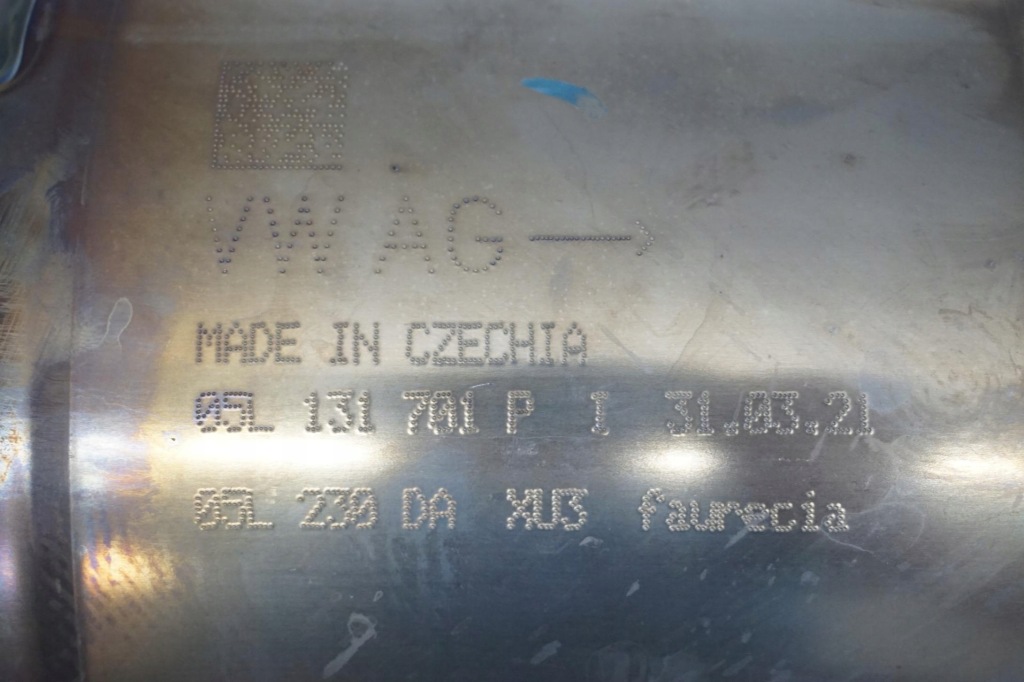 VW AG →
MADE IN CZECHIA
05L 131 701 P I 31.03.21
05L 230 DA XU3 faurecia